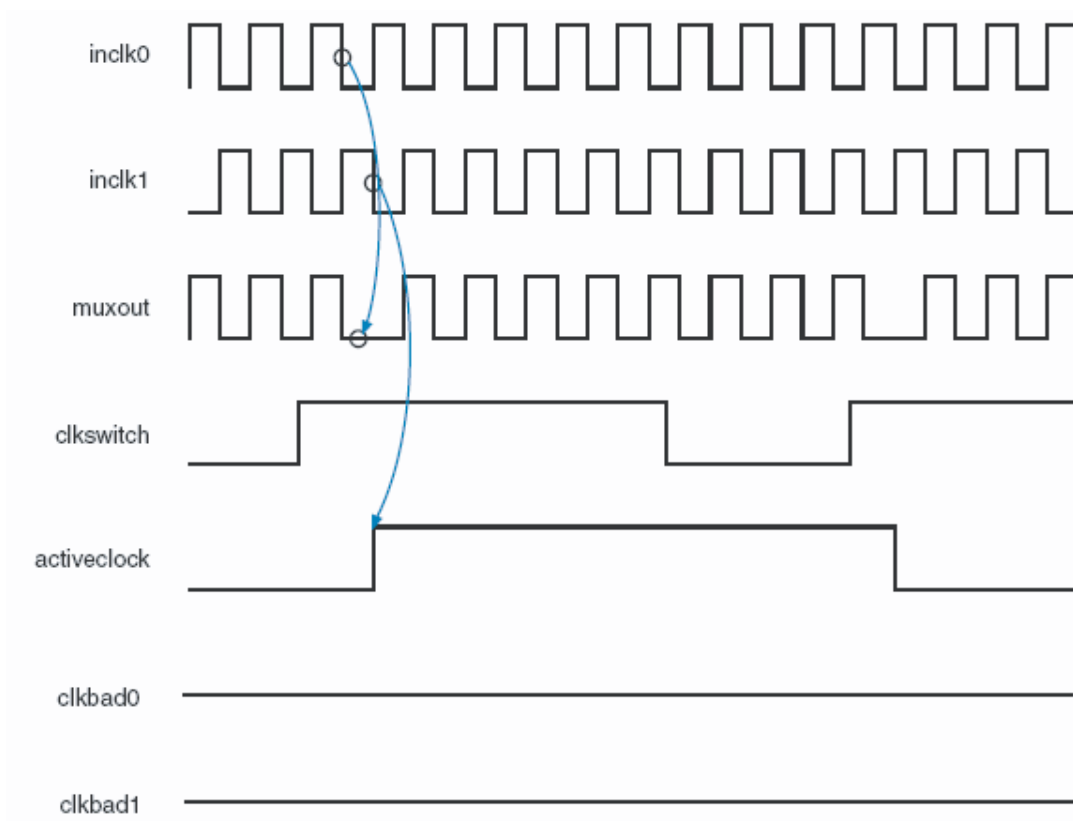 inclk0
inclk1
muxout
clkswitch
activeclock
clkbad0
clkbad1